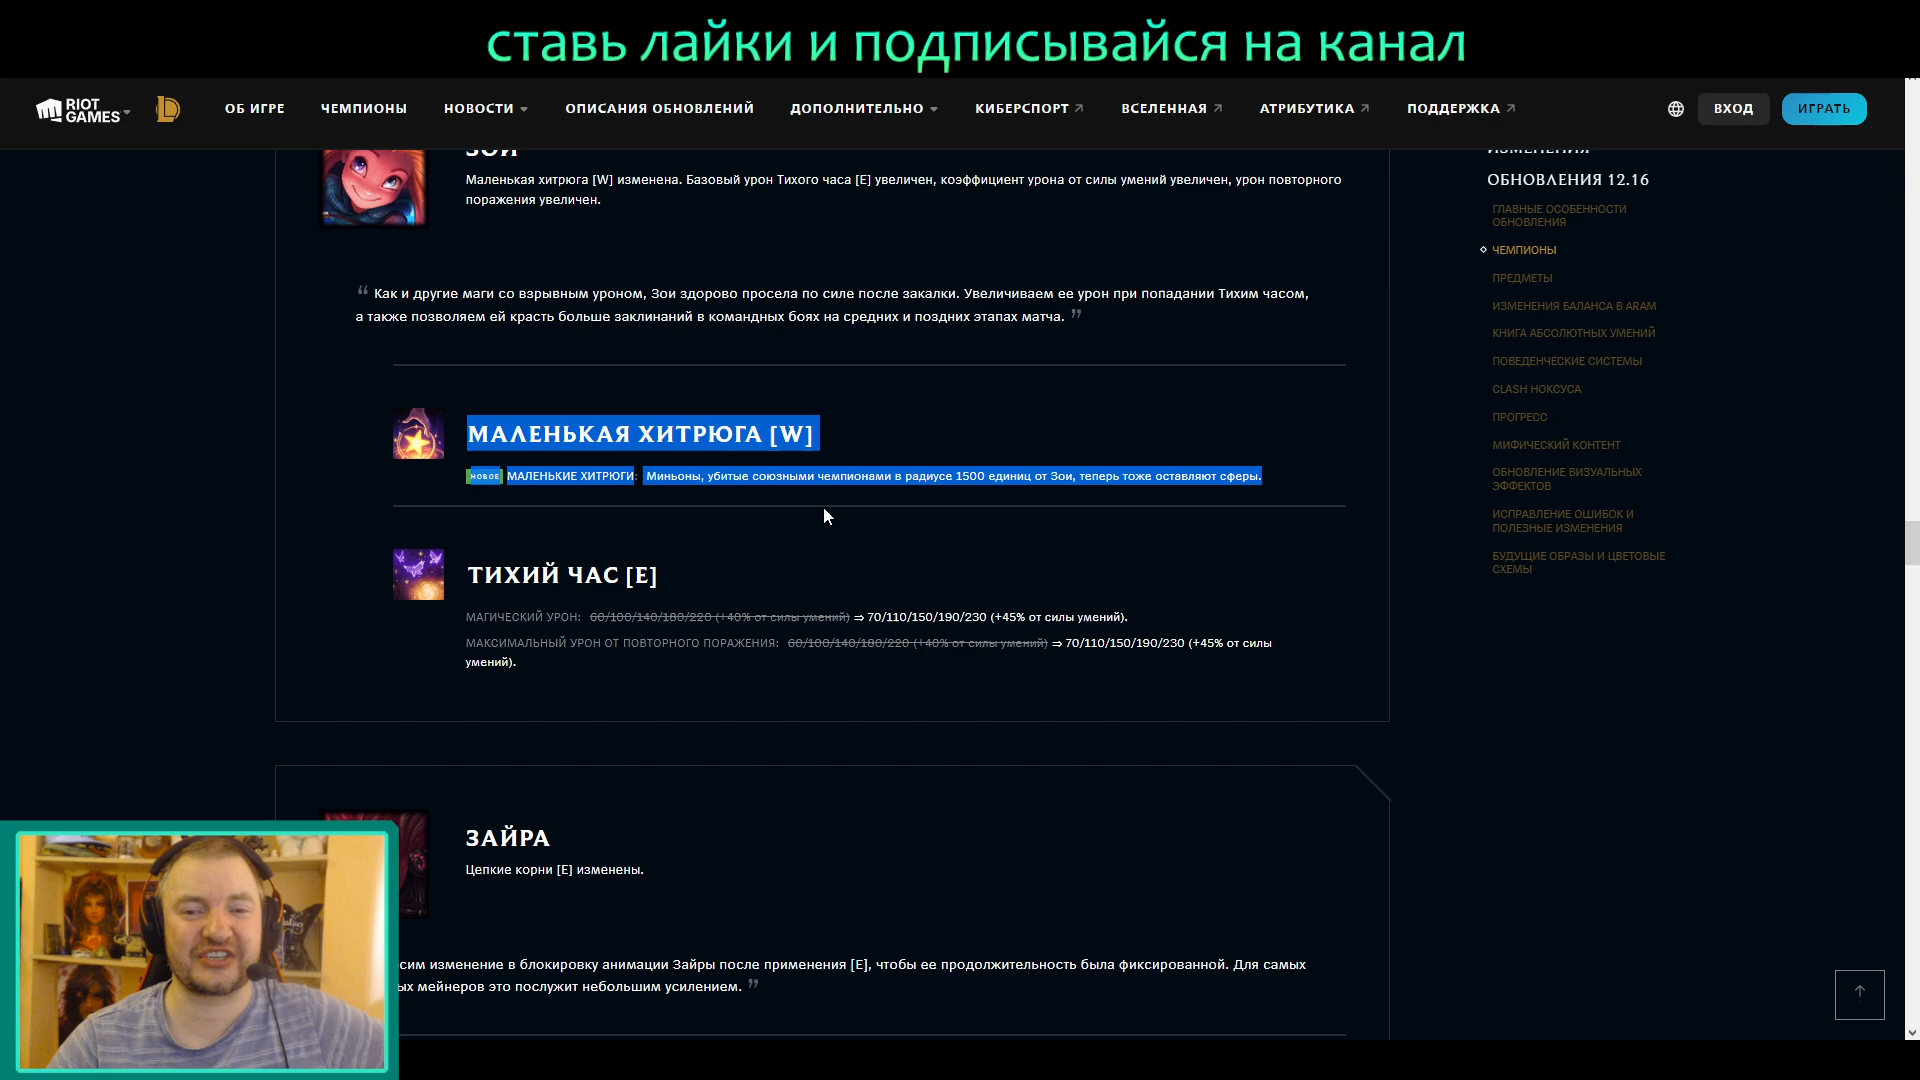 ставь лайки и подписывайся на канал
RIOT GAMES
ОБ ИГРЕ ЧЕМПИОНЫ НОВОСТИ ОПИСАНИЯ ОБНОВЛЕНИЙ ДОПОЛНИТЕЛЬНО КИБЕРСПОРТ ВСЕЛЕННАЯ АТРИБУТИКА ПОДДЕРЖКА ВХОД ИГРАТЬ
ЗОИ
Маленькая хитрюга [W] изменена. Базовый урон Тихого часа [E] увеличен, коэффициент урона от силы умений увеличен, урон повторного
поражения увеличен.
“ Как и другие маги со взрывным уроном, Зои здорово просела по силе после закалки. Увеличиваем ее урон при попадании Тихим часом,
а также позволяем ей красть больше заклинаний в командных боях на средних и поздних этапах матча. ”
МАЛЕНЬКАЯ ХИТРЮГА [W]
НОВОЕ МАЛЕНЬКИЕ ХИТРЮГИ: Миньоны, убитые союзными чемпионами в радиусе 1500 единиц от Зои, теперь тоже оставляют сферы.
ТИХИЙ ЧАС [E]
МАГИЧЕСКИЙ УРОН: 60/100/140/180/220 (+40% от силы умений) ⇒ 70/110/150/190/230 (+45% от силы умений).
МАКСИМАЛЬНЫЙ УРОН ОТ ПОВТОРНОГО ПОРАЖЕНИЯ: 60/100/140/180/220 (+40% от силы умений) ⇒ 70/110/150/190/230 (+45% от силы
умений).
ЗАЙРА
Цепкие корни [E] изменены.
сим изменение в блокировку анимации Зайры после применения [E], чтобы ее продолжительность была фиксированной. Для самых
ых мейнеров это послужит небольшим усилением. ”
ИЗМЕНЕНИЯ
ОБНОВЛЕНИЯ 12.16
ГЛАВНЫЕ ОСОБЕННОСТИ
ОБНОВЛЕНИЯ
ЧЕМПИОНЫ
ПРЕДМЕТЫ
ИЗМЕНЕНИЯ БАЛАНСА В ARAM
КНИГА АБСОЛЮТНЫХ УМЕНИЙ
ПОВЕДЕНЧЕСКИЕ СИСТЕМЫ
CLASH НОКСУСА
ПРОГРЕСС
МИФИЧЕСКИЙ КОНТЕНТ
ОБНОВЛЕНИЕ ВИЗУАЛЬНЫХ
ЭФФЕКТОВ
ИСПРАВЛЕНИЕ ОШИБОК И
ПОЛЕЗНЫЕ ИЗМЕНЕНИЯ
БУДУЩИЕ ОБРАЗЫ И ЦВЕТОВЫЕ
СХЕМЫ